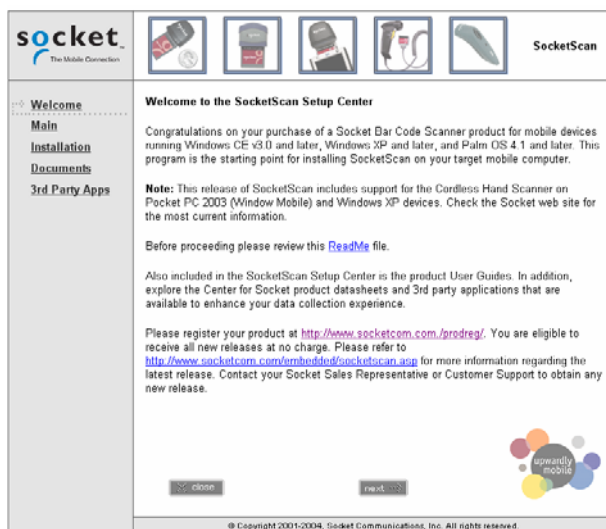 socket
The Mobile Connection
SocketScan
Welcome
Main
Installation
Documents
3rd Party Apps
Welcome to the SocketScan Setup Center
Congratulations on your purchase of a Socket Bar Code Scanner product for mobile devices
running Windows CE v3.0 and later, Windows XP and later, and Palm OS 4.1 and later. This
program is the starting point for installing SocketScan on your target mobile computer.
Note: This release of SocketScan includes support for the Cordless Hand Scanner on
Pocket PC 2003 (Window Mobile) and Windows XP devices. Check the Socket web site for
the most current information.
Before proceeding please review this ReadMe file.
Also included in the SocketScan Setup Center is the product User Guides. In addition,
explore the Center for Socket product datasheets and 3rd party applications that are
available to enhance your data collection experience.
Please register your product at http://www.socketcom.com./prodreg/. You are eligible to
receive all new releases at no charge. Please refer to
http://www.socketcom.com/embedded/socketscan.asp for more information regarding the
latest release. Contact your Socket Sales Representative or Customer Support to obtain any
new release.
upwardly
mobile
close
next
© Copyright 2001-2004, Socket Communications, Inc. All rights reserved.